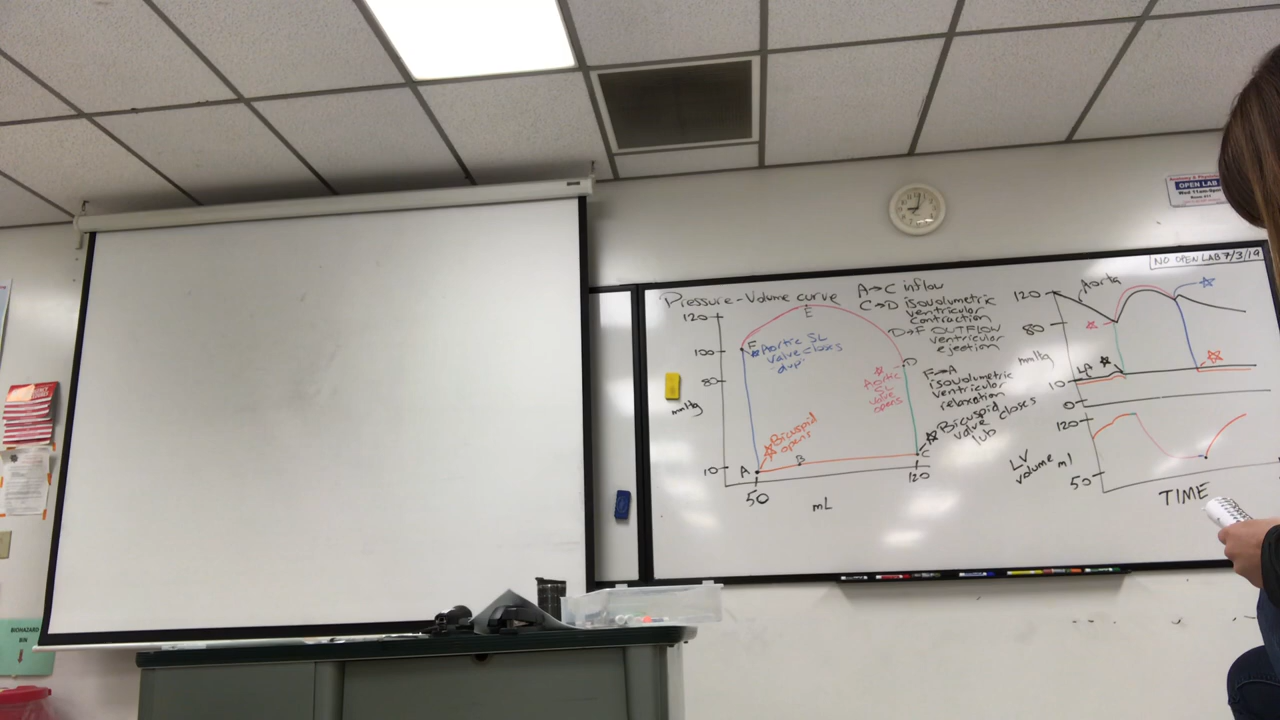 OPEN LAB
Wed 11am-
NO OPEN LAB 7/3/19
Pressure-Volume curve
A→C inflow
C→D isovolumetric
ventricular
contraction
D→F OUTFLOW
ventricular
ejection
F→A
isovolumetric
ventricular
relaxation
Bicuspid closes
valve
lub
120
100
80
10
mmHg
E
F
Aortic SL
valve closes
"dup"
D
Aortic
SL
valve
opens
Bicuspid
opens
A
B
C
50
120
mL
120
80
mmHg
10
0
Aorta
LA
120
LV
volume ml
50
TIME
BIOHAZARD
BIN